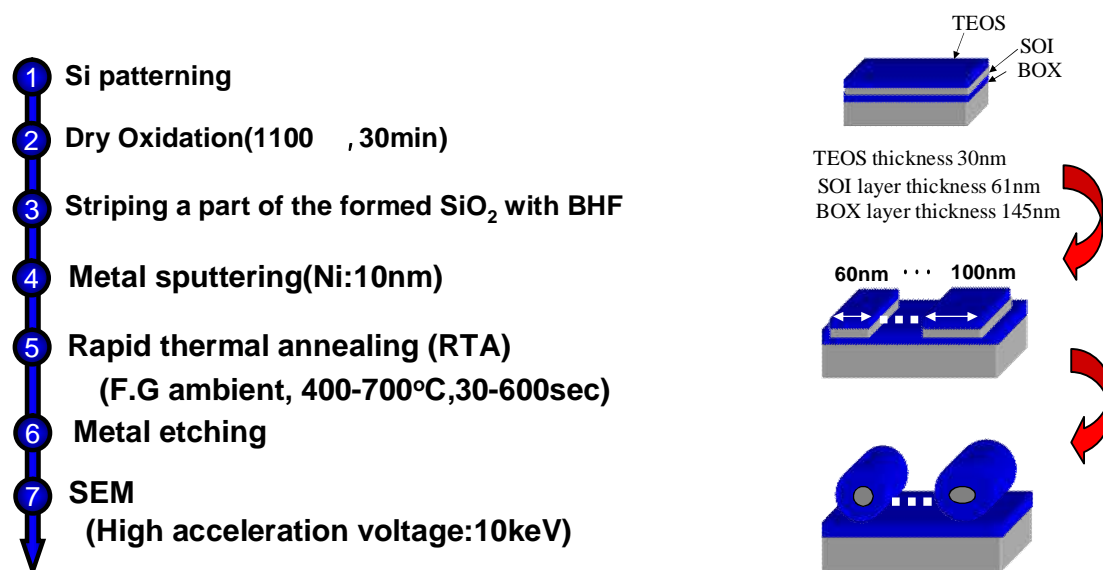 1 Si patterning
2 Dry Oxidation(1100 , 30min)
3 Striping a part of the formed SiO₂ with BHF
4 Metal sputtering(Ni:10nm)
5 Rapid thermal annealing (RTA)
(F.G ambient, 400-700°C,30-600sec)
6 Metal etching
7 SEM
(High acceleration voltage:10keV)
TEOS
SOI
BOX
TEOS thickness 30nm
SOI layer thickness 61nm
BOX layer thickness 145nm
60nm ··· 100nm